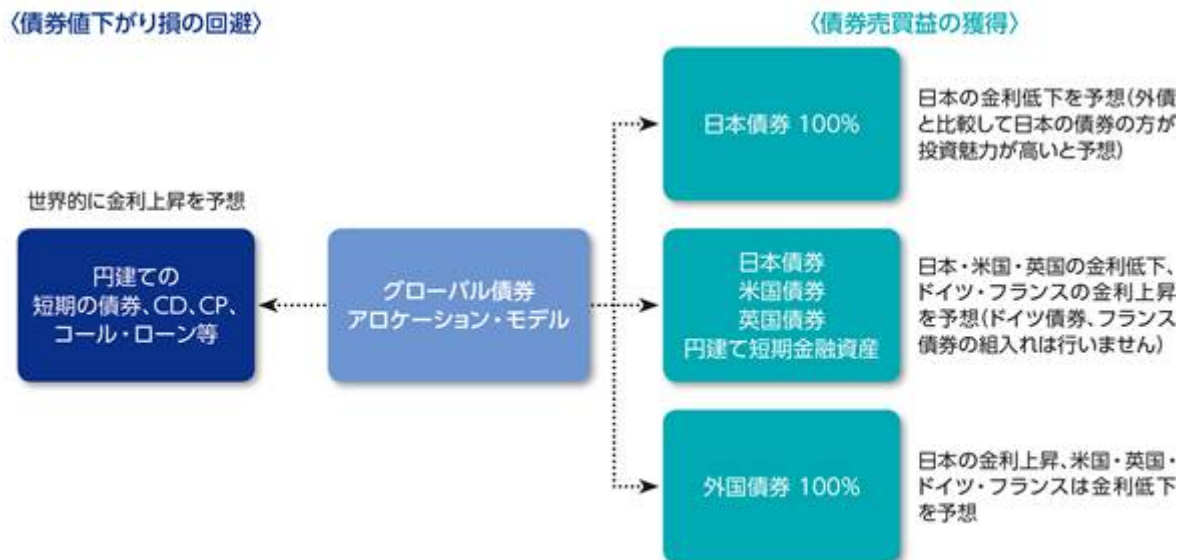 〈債券値下がり損の回避〉
〈債券売買益の獲得〉
世界的に金利上昇を予想
円建ての
短期の債券、CD、CP、
コール・ローン等
グローバル債券
アロケーション・モデル
日本債券 100%
日本の金利低下を予想(外債
と比較して日本の債券の方が
投資魅力が高いと予想)
日本債券
米国債券
英国債券
円建て短期金融資産
日本・米国・英国の金利低下、
ドイツ・フランスの金利上昇
を予想(ドイツ債券、フランス
債券の組入れは行いません)
外国債券 100%
日本の金利上昇、米国・英国・
ドイツ・フランスは金利低下
を予想